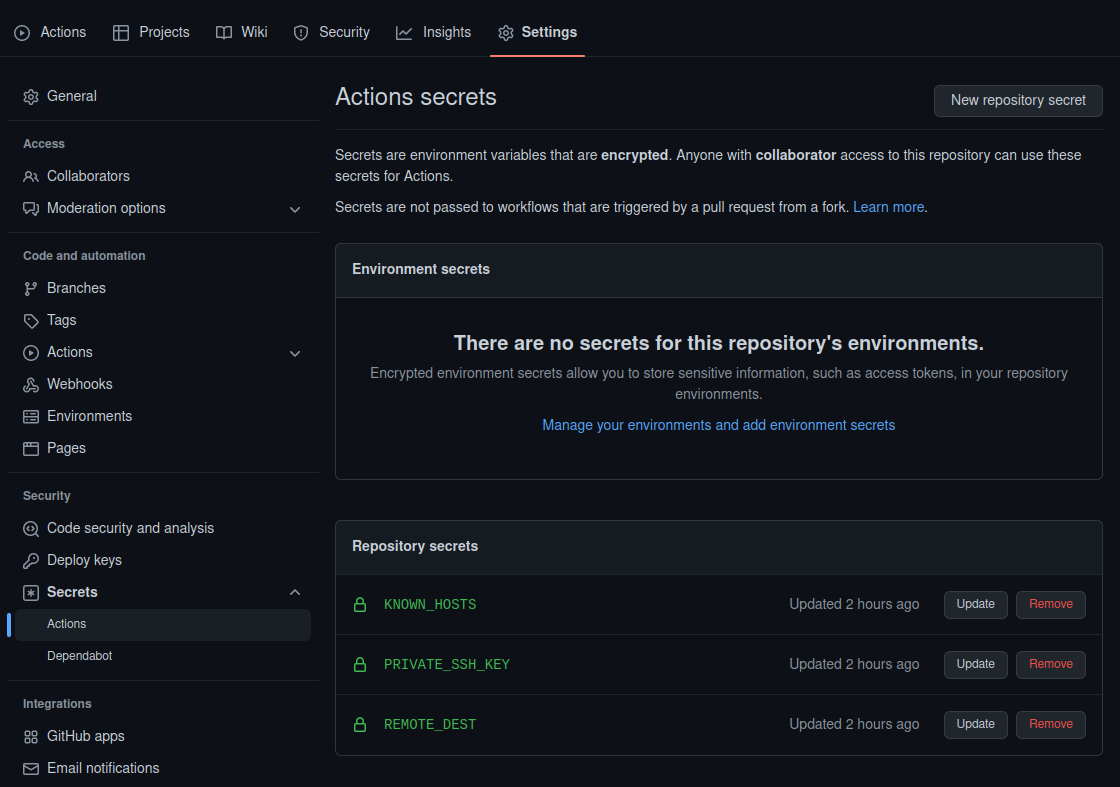 Actions Projects Wiki Security Insights Settings
General
Access
Collaborators
Moderation options
Code and automation
Branches
Tags
Actions
Webhooks
Environments
Pages
Security
Code security and analysis
Deploy keys
Secrets
Actions
Dependabot
Integrations
GitHub apps
Email notifications
Actions secrets
New repository secret
Secrets are environment variables that are encrypted. Anyone with collaborator access to this repository can use these
secrets for Actions.
Secrets are not passed to workflows that are triggered by a pull request from a fork. Learn more.
Environment secrets
There are no secrets for this repository's environments.
Encrypted environment secrets allow you to store sensitive information, such as access tokens, in your repository
environments.
Manage your environments and add environment secrets
Repository secrets
KNOWN_HOSTS Updated 2 hours ago Update Remove
PRIVATE_SSH_KEY Updated 2 hours ago Update Remove
REMOTE_DEST Updated 2 hours ago Update Remove